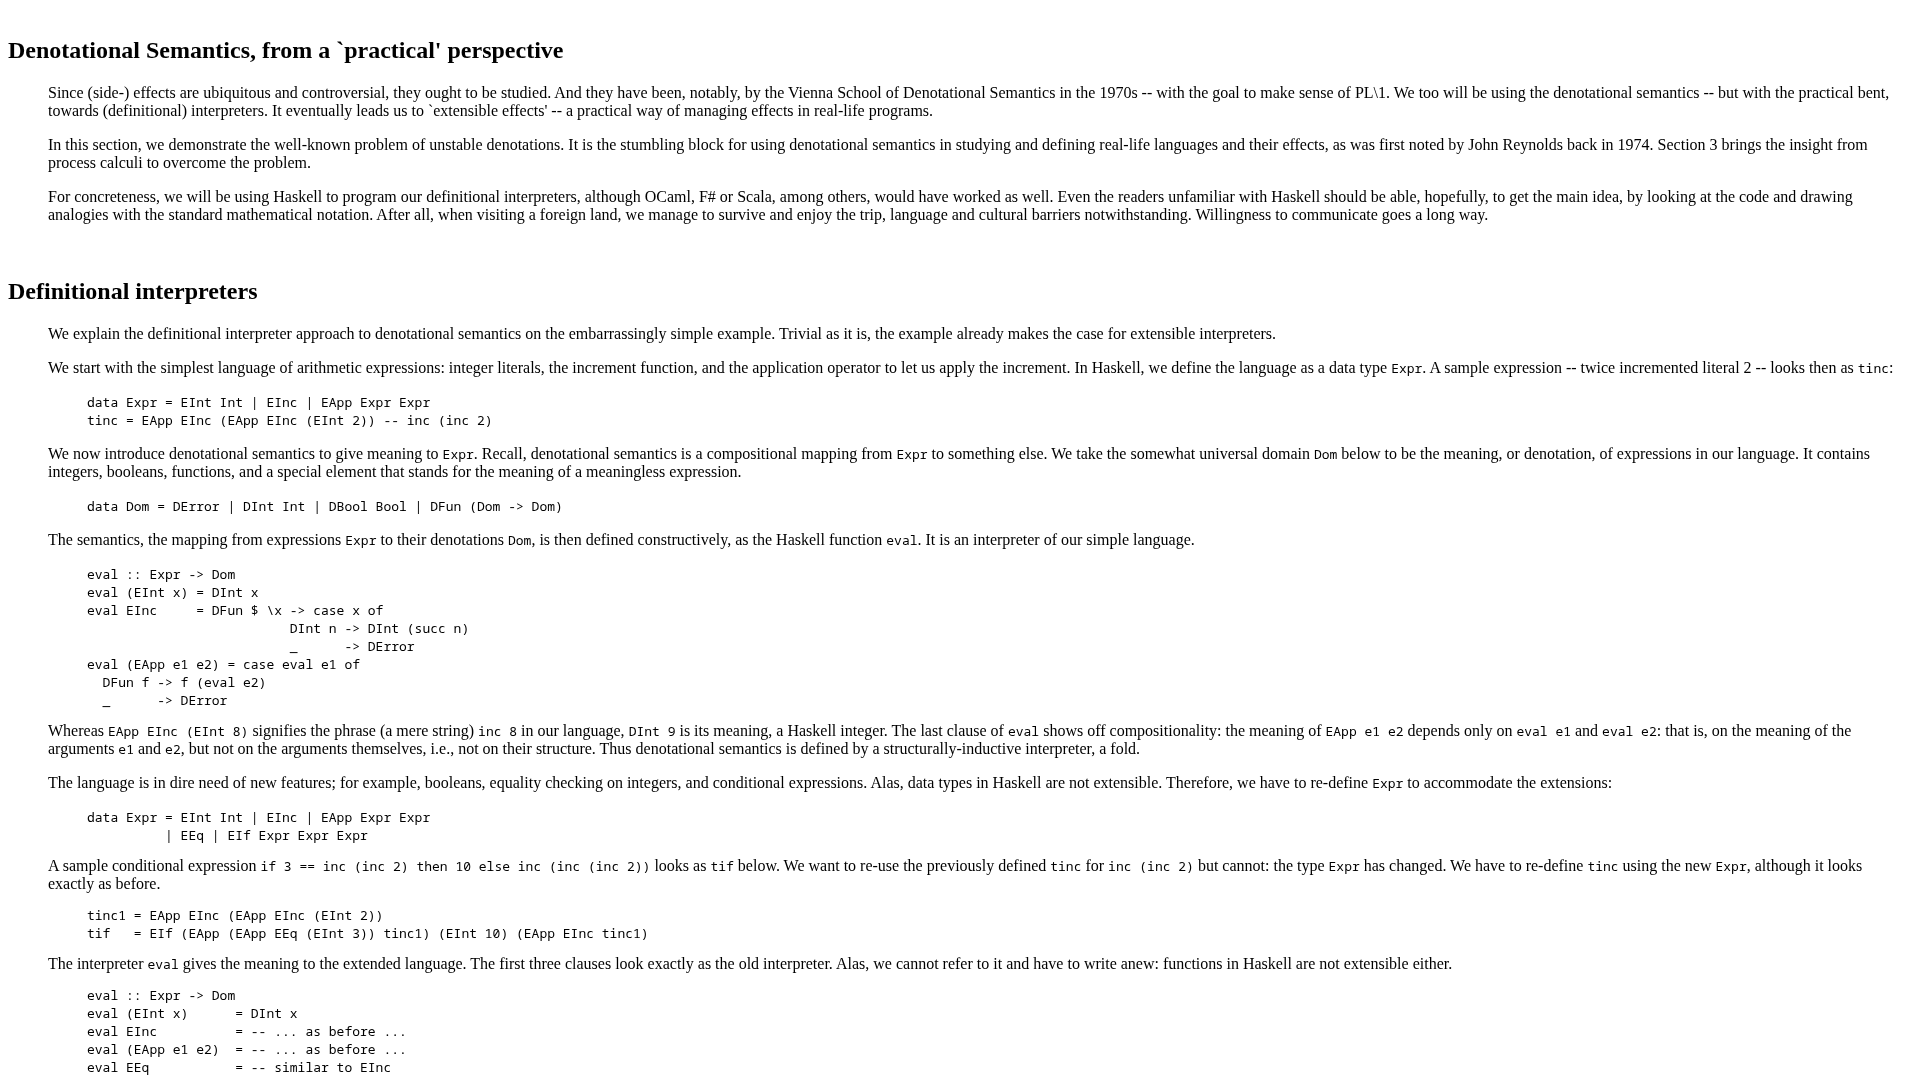 Denotational Semantics, from a `practical' perspective
Since (side-) effects are ubiquitous and controversial, they ought to be studied. And they have been, notably, by the Vienna School of Denotational Semantics in the 1970s -- with the goal to make sense of PL\1. We too will be using the denotational semantics -- but with the practical bent,
towards (definitional) interpreters. It eventually leads us to `extensible effects' -- a practical way of managing effects in real-life programs.
In this section, we demonstrate the well-known problem of unstable denotations. It is the stumbling block for using denotational semantics in studying and defining real-life languages and their effects, as was first noted by John Reynolds back in 1974. Section 3 brings the insight from
process calculi to overcome the problem.
For concreteness, we will be using Haskell to program our definitional interpreters, although OCaml, F# or Scala, among others, would have worked as well. Even the readers unfamiliar with Haskell should be able, hopefully, to get the main idea, by looking at the code and drawing
analogies with the standard mathematical notation. After all, when visiting a foreign land, we manage to survive and enjoy the trip, language and cultural barriers notwithstanding. Willingness to communicate goes a long way.
Definitional interpreters
We explain the definitional interpreter approach to denotational semantics on the embarrassingly simple example. Trivial as it is, the example already makes the case for extensible interpreters.
We start with the simplest language of arithmetic expressions: integer literals, the increment function, and the application operator to let us apply the increment. In Haskell, we define the language as a data type Expr. A sample expression -- twice incremented literal 2 -- looks then as tinc:
data Expr = EInt Int | EInc | EApp Expr Expr
tinc = EApp EInc (EApp EInc (EInt 2)) -- inc (inc 2)
We now introduce denotational semantics to give meaning to Expr. Recall, denotational semantics is a compositional mapping from Expr to something else. We take the somewhat universal domain Dom below to be the meaning, or denotation, of expressions in our language. It contains
integers, booleans, functions, and a special element that stands for the meaning of a meaningless expression.
data Dom = DError | DInt Int | DBool Bool | DFun (Dom -> Dom)
The semantics, the mapping from expressions Expr to their denotations Dom, is then defined constructively, as the Haskell function eval. It is an interpreter of our simple language.
eval :: Expr -> Dom
eval (EInt x) = DInt x
eval EInc     = DFun $ \x -> case x of
                          DInt n -> DInt (succ n)
                          _      -> DError
eval (EApp e1 e2) = case eval e1 of
  DFun f -> f (eval e2)
  _      -> DError
Whereas EApp EInc (EInt 8) signifies the phrase (a mere string) inc 8 in our language, DInt 9 is its meaning, a Haskell integer. The last clause of eval shows off compositionality: the meaning of EApp e1 e2 depends only on eval e1 and eval e2: that is, on the meaning of the
arguments e1 and e2, but not on the arguments themselves, i.e., not on their structure. Thus denotational semantics is defined by a structurally-inductive interpreter, a fold.
The language is in dire need of new features; for example, booleans, equality checking on integers, and conditional expressions. Alas, data types in Haskell are not extensible. Therefore, we have to re-define Expr to accommodate the extensions:
data Expr = EInt Int | EInc | EApp Expr Expr
          | EEq | EIf Expr Expr Expr
A sample conditional expression if 3 == inc (inc 2) then 10 else inc (inc (inc 2)) looks as tif below. We want to re-use the previously defined tinc for inc (inc 2) but cannot: the type Expr has changed. We have to re-define tinc using the new Expr, although it looks
exactly as before.
tinc1 = EApp EInc (EApp EInc (EInt 2))
tif   = EIf (EApp (EApp EEq (EInt 3)) tinc1) (EInt 10) (EApp EInc tinc1)
The interpreter eval gives the meaning to the extended language. The first three clauses look exactly as the old interpreter. Alas, we cannot refer to it and have to write anew: functions in Haskell are not extensible either.
eval :: Expr -> Dom
eval (EInt x)      = DInt x
eval EInc          = -- ... as before ...
eval (EApp e1 e2)  = -- ... as before ...
eval EEq           = -- similar to EInc